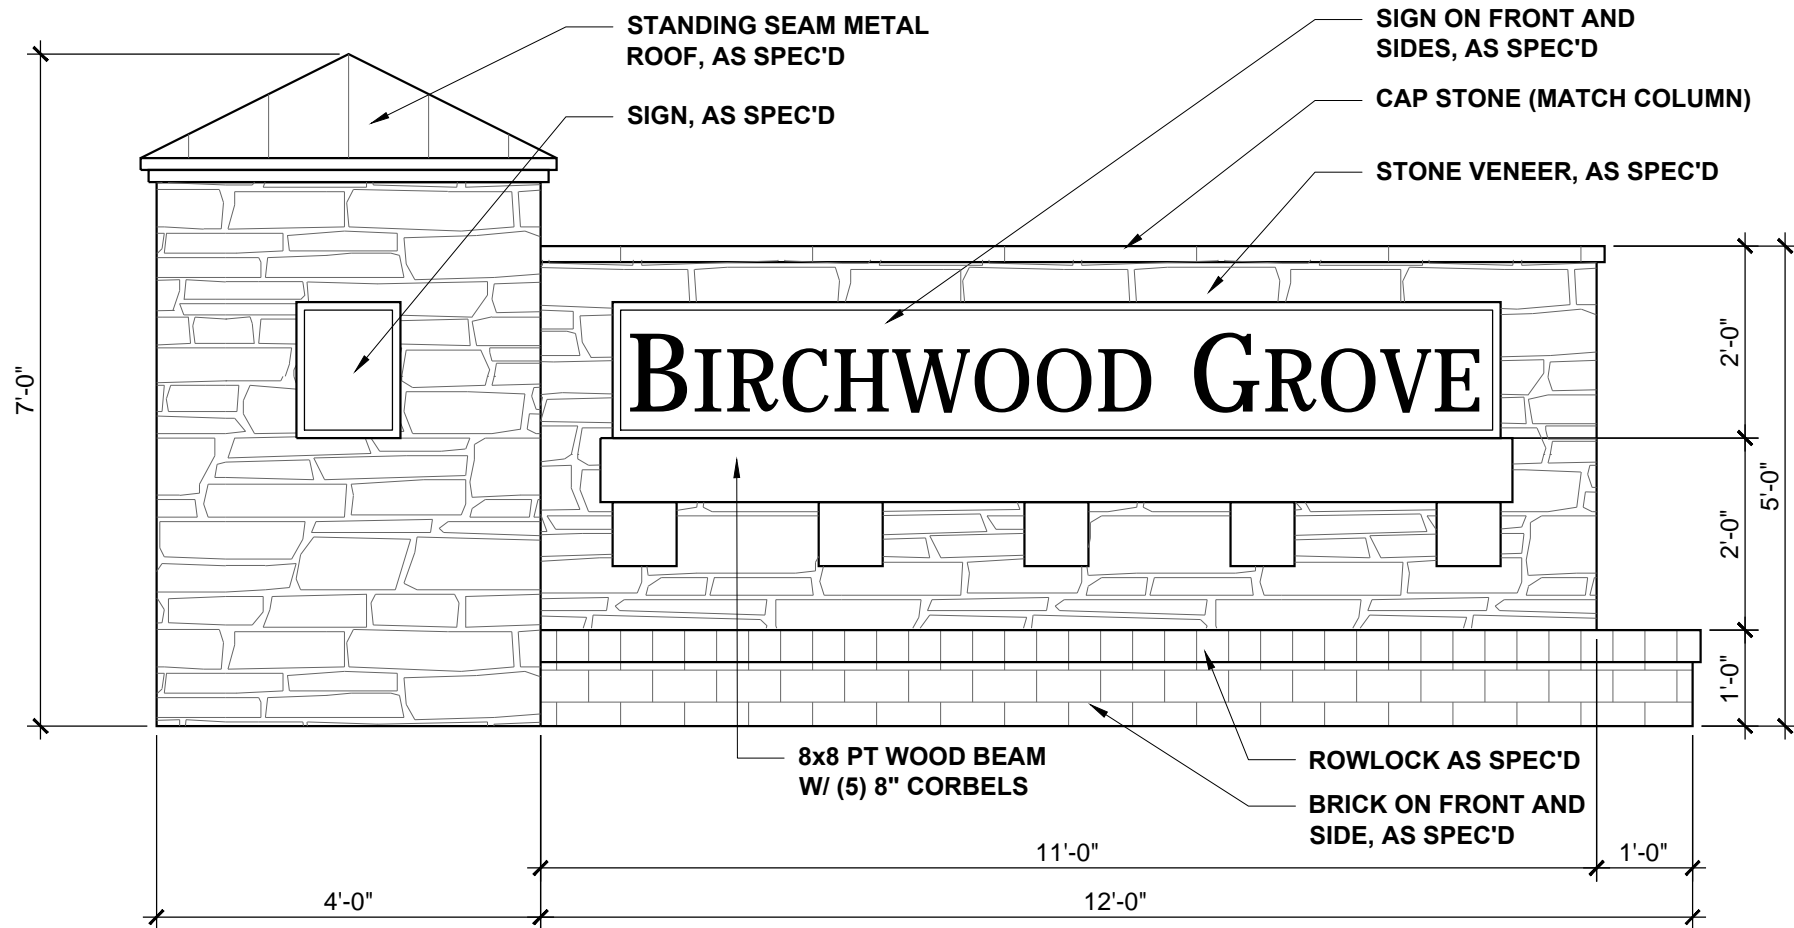 STANDING SEAM METAL
ROOF, AS SPEC'D
SIGN, AS SPEC'D
SIGN ON FRONT AND
SIDES, AS SPEC'D
CAP STONE (MATCH COLUMN)
STONE VENEER, AS SPEC'D
7'-0"
BIRCHWOOD GROVE
2'-0"
5'-0"
2'-0"
1'-0"
8x8 PT WOOD BEAM
W/ (5) 8" CORBELS
ROWLOCK AS SPEC'D
BRICK ON FRONT AND
SIDE, AS SPEC'D
11'-0"
1'-0"
4'-0"
12'-0"